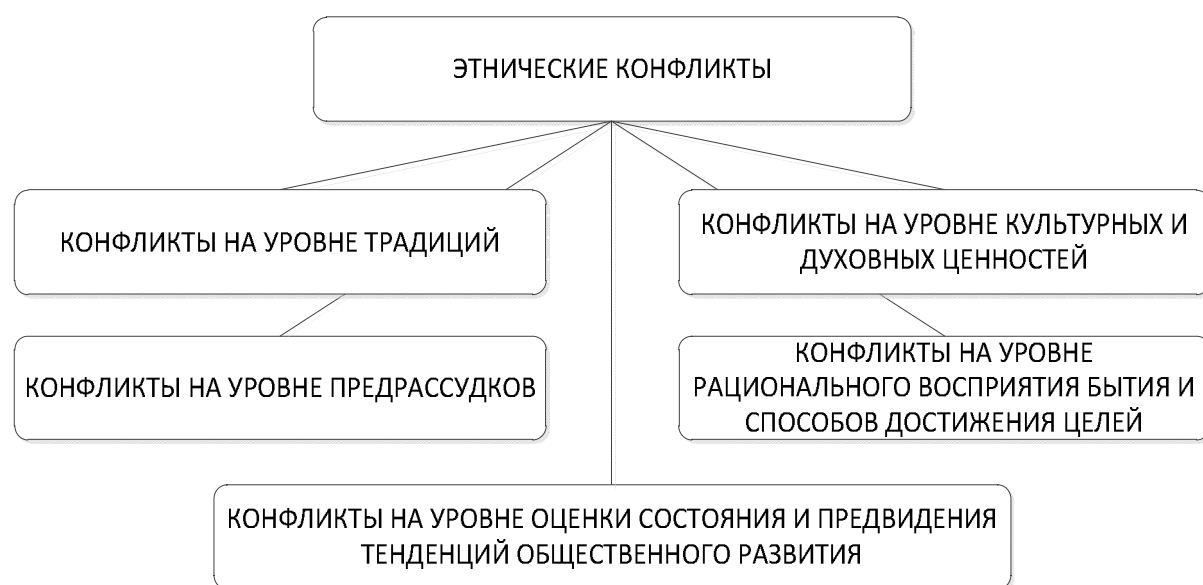 ЭТНИЧЕСКИЕ КОНФЛИКТЫ
КОНФЛИКТЫ НА УРОВНЕ ТРАДИЦИЙ
КОНФЛИКТЫ НА УРОВНЕ КУЛЬТУРНЫХ И
ДУХОВНЫХ ЦЕННОСТЕЙ
КОНФЛИКТЫ НА УРОВНЕ ПРЕДРАССУДКОВ
КОНФЛИКТЫ НА УРОВНЕ
РАЦИОНАЛЬНОГО ВОСПРИЯТИЯ БЫТИЯ И
СПОСОБОВ ДОСТИЖЕНИЯ ЦЕЛЕЙ
КОНФЛИКТЫ НА УРОВНЕ ОЦЕНКИ СОСТОЯНИЯ И ПРЕДВИДЕНИЯ
ТЕНДЕНЦИЙ ОБЩЕСТВЕННОГО РАЗВИТИЯ